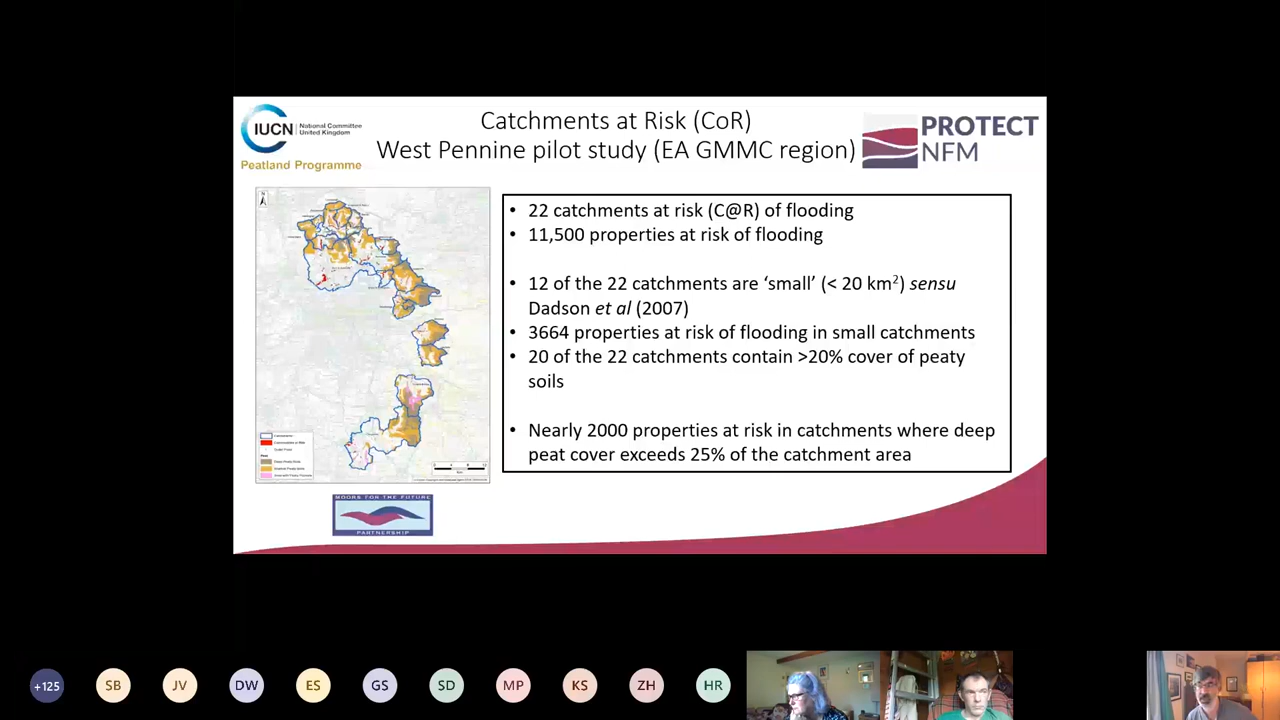 IUCN
National Committee
United Kingdom
Peatland Programme
Catchments at Risk (CoR)
West Pennine pilot study (EA GMMC region)
PROTECT
NFM
• 22 catchments at risk (C@R) of flooding
• 11,500 properties at risk of flooding
• 12 of the 22 catchments are ‘small’ (< 20 km²) sensu
Dadson et al (2007)
• 3664 properties at risk of flooding in small catchments
• 20 of the 22 catchments contain >20% cover of peaty
soils
• Nearly 2000 properties at risk in catchments where deep
peat cover exceeds 25% of the catchment area
MOORS FOR THE FUTURE
PARTNERSHIP
+125
SB
JV
DW
ES
GS
SD
MP
KS
ZH
HR